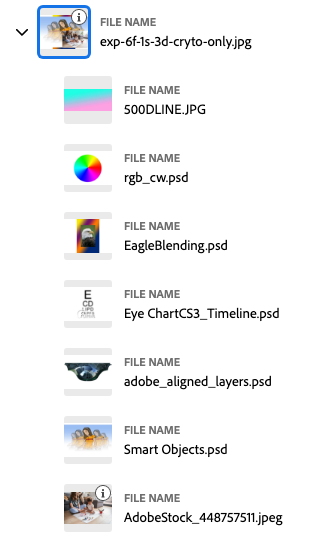 FILE NAME
exp-6f-1s-3d-cryto-only.jpg
FILE NAME
500DLINE.JPG
FILE NAME
rgb_cw.psd
FILE NAME
EagleBlending.psd
FILE NAME
Eye ChartCS3_Timeline.psd
FILE NAME
adobe_aligned_layers.psd
FILE NAME
Smart Objects.psd
FILE NAME
AdobeStock_448757511.jpeg